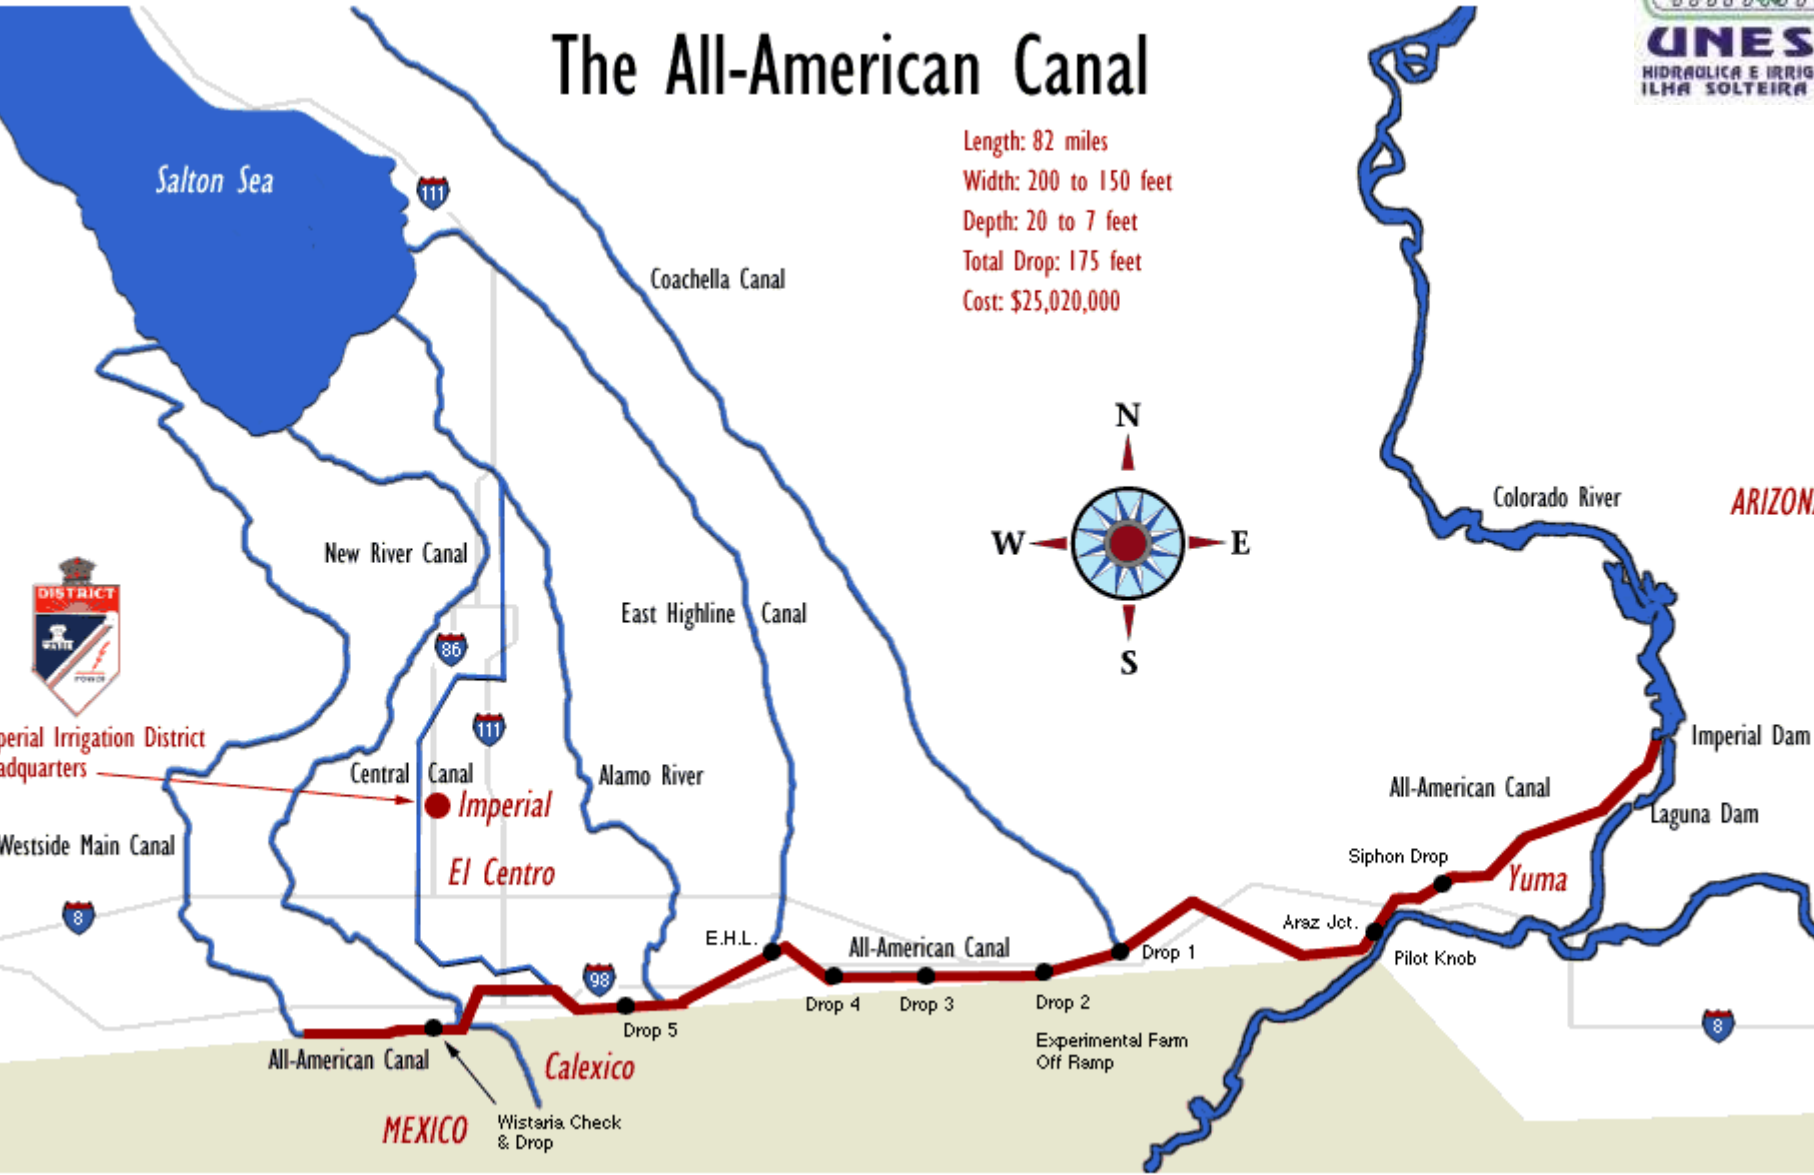 The All-American Canal
UNES
HIDRAULICA E IRRIG
ILHA SOLTEIRA
Length: 82 miles
Width: 200 to 150 feet
Depth: 20 to 7 feet
Total Drop: 175 feet
Cost: $25,020,000
Salton Sea
111
Coachella Canal
N
W
E
S
Colorado River
ARIZON
New River Canal
DISTRICT
WATER
POWER
East Highline Canal
86
111
perial Irrigation District
adquarters
Central Canal
Imperial
Alamo River
Imperial Dam
All-American Canal
Laguna Dam
Westside Main Canal
El Centro
Siphon Drop
Yuma
8
E.H.L.
All-American Canal
Araz Jct.
Drop 1
Pilot Knob
98
Drop 5
Drop 4
Drop 3
Drop 2
Experimental Farm
Off Ramp
8
All-American Canal
Calexico
MEXICO
Wistaria Check
& Drop